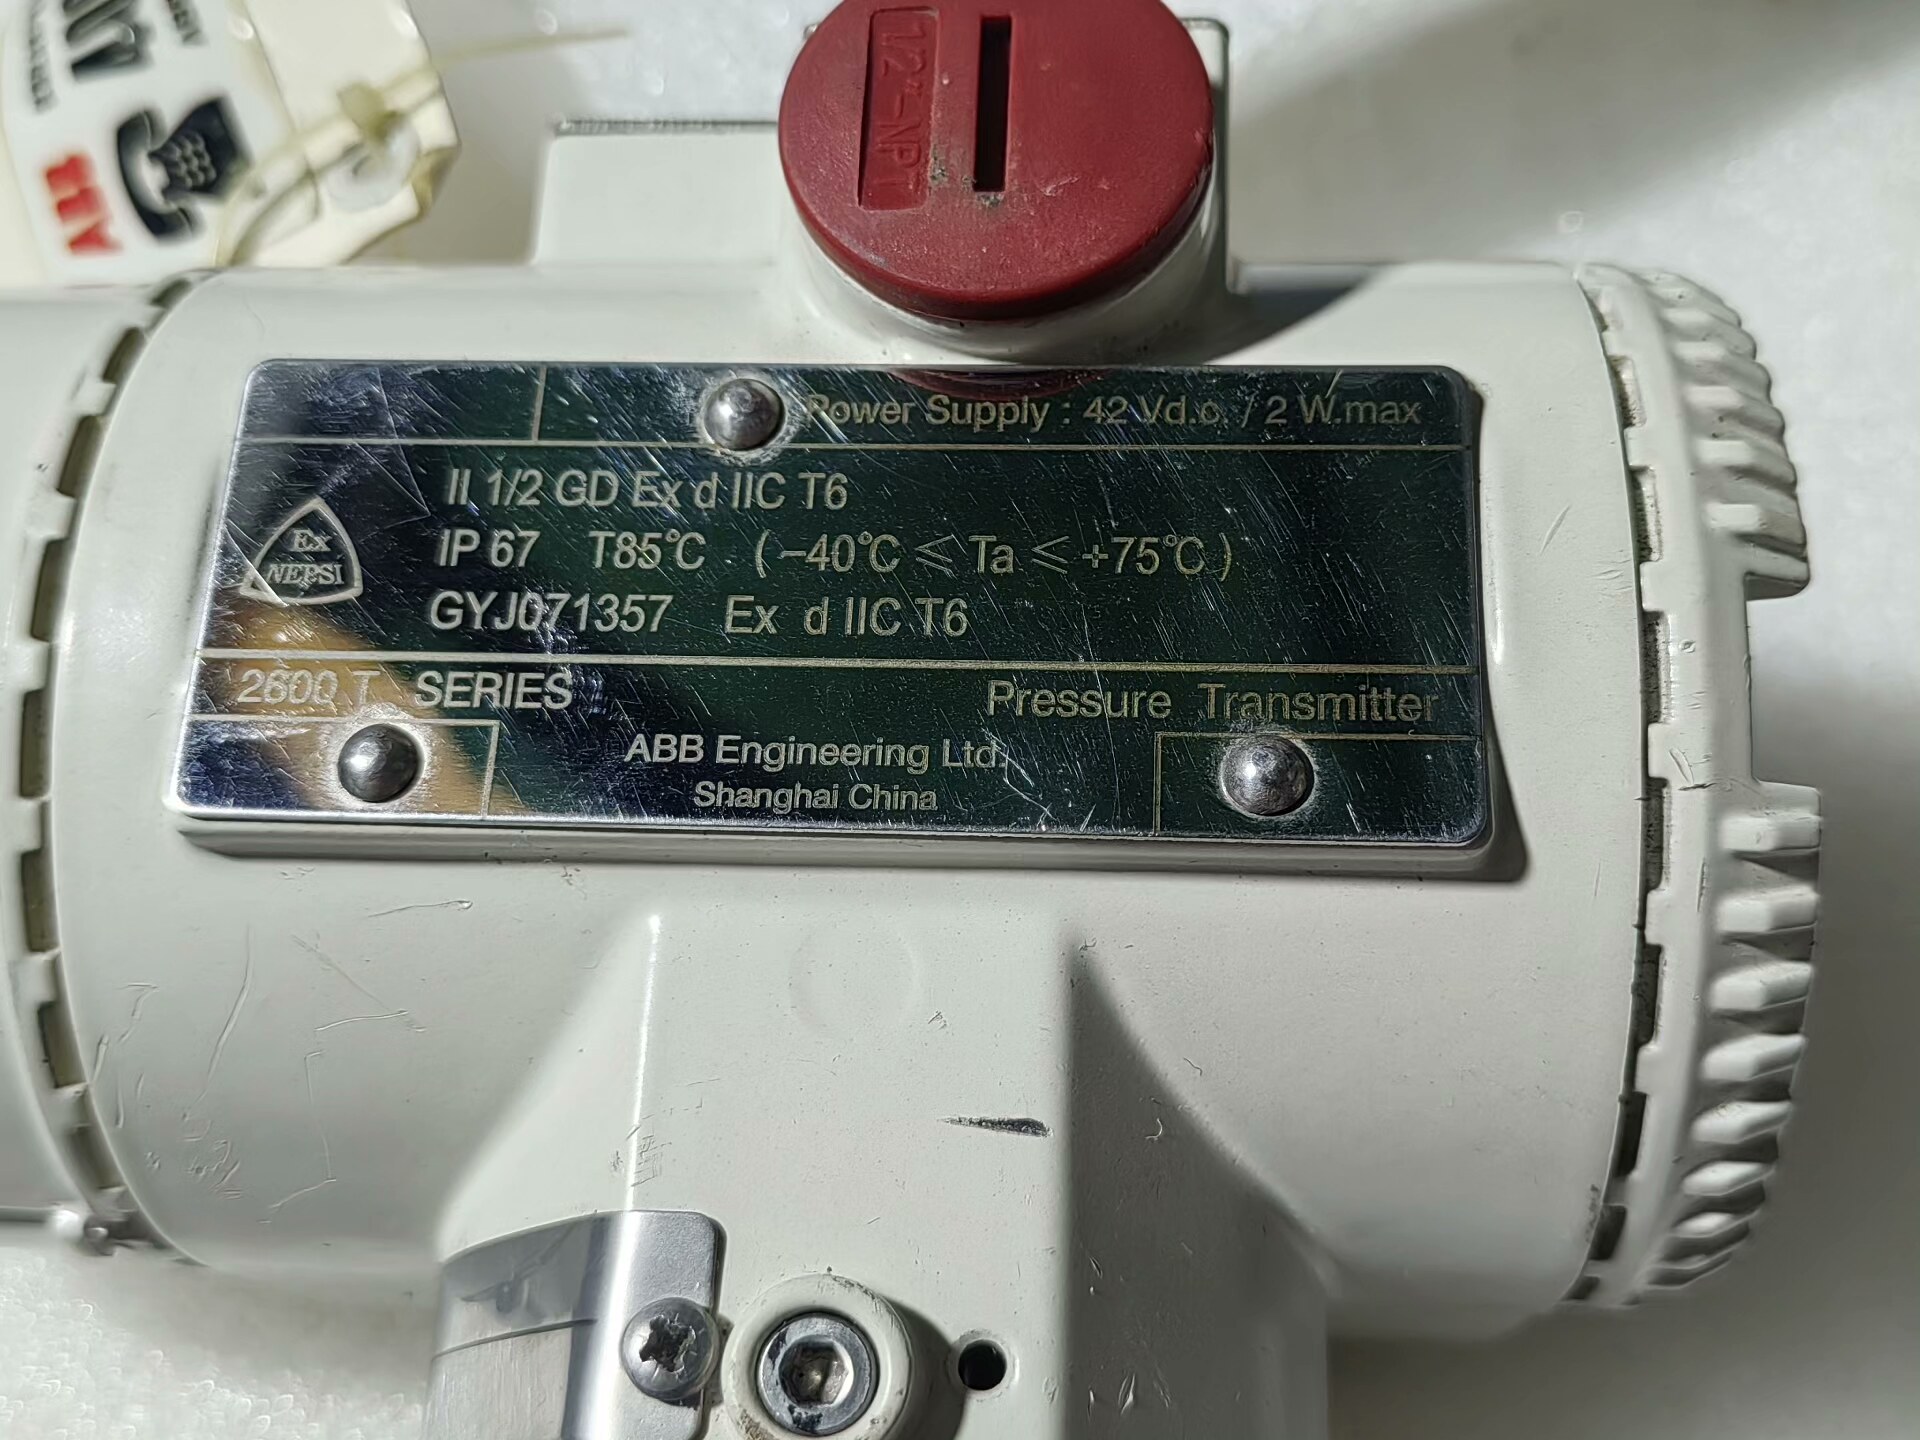 ABB
1/2"-NPT
Power Supply : 42 Vd.c. / 2 W.max
II 1/2 GD Ex d IIC T6
Ex
NEPSI
IP 67 T85°C ( -40°C ≤ Ta ≤ +75°C )
GYJ071357 Ex d IIC T6
2600 T SERIES
Pressure Transmitter
ABB Engineering Ltd.
Shanghai China